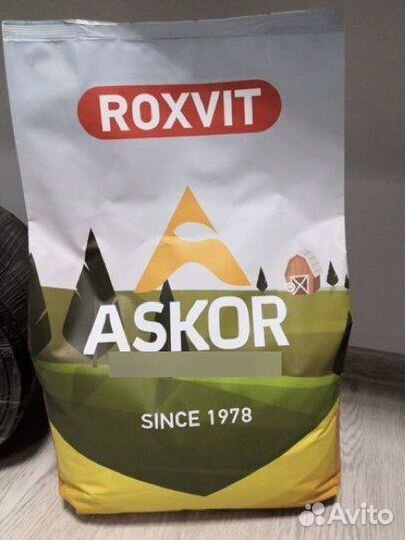 ROXVIT
ASKOR
SINCE 1978
Avito